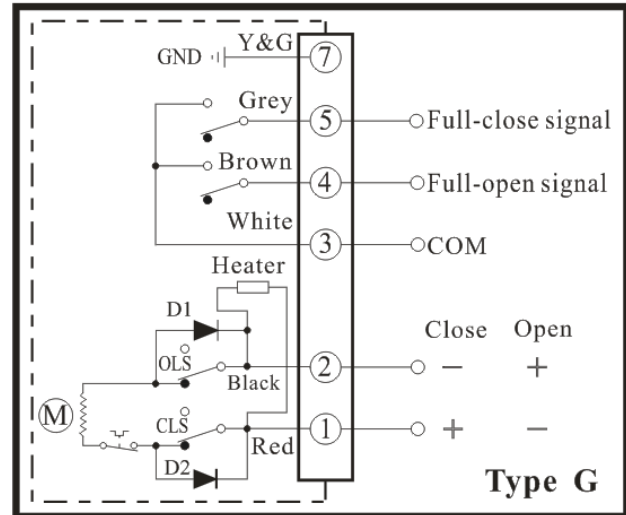 GND Y&G 7
Grey 5 Full-close signal
Brown 4 Full-open signal
White 3 COM
Heater
D1 Close Open
OLS Black 2 − +
M CLS Red 1 + −
D2
Type G